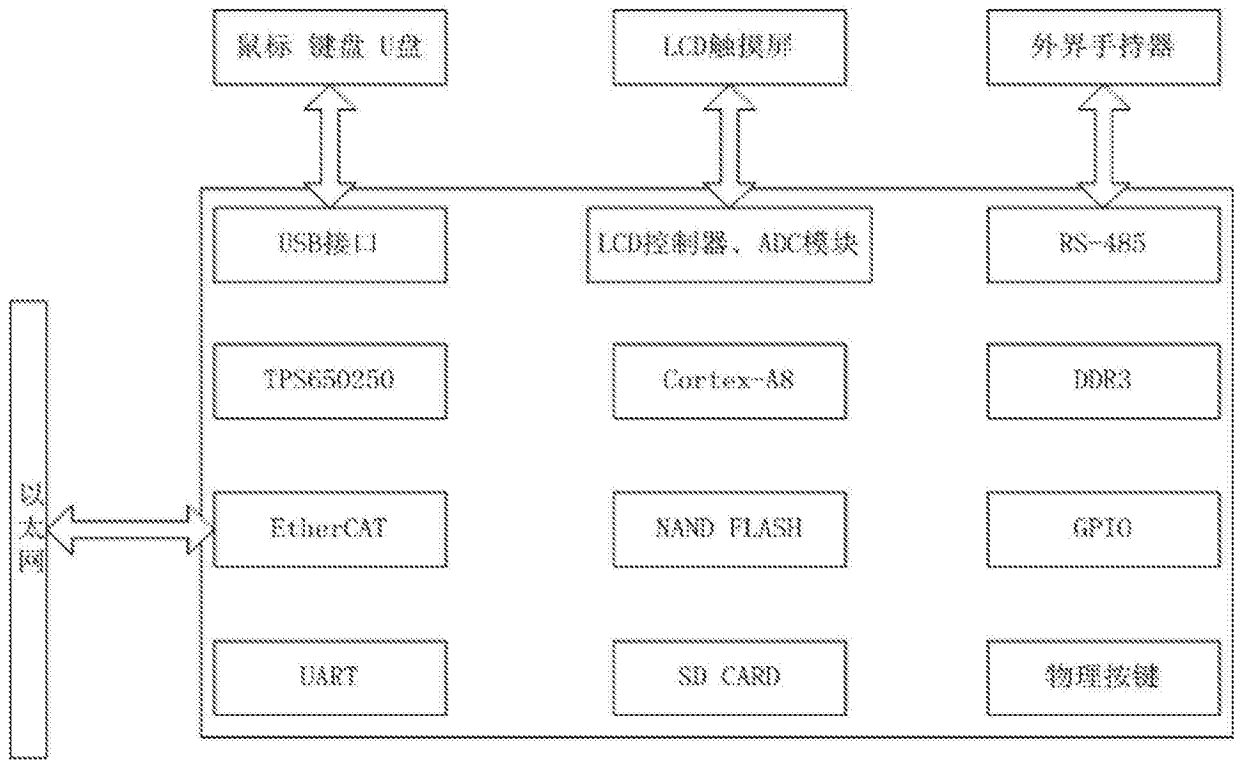 鼠标 键盘 U盘
LCD触摸屏
外界手持器
USB接口
LCD控制器、ADC模块
RS-485
TPS650250
Cortex-A8
DDR3
以太网
EtherCAT
NAND FLASH
GPIO
UART
SD CARD
物理按键